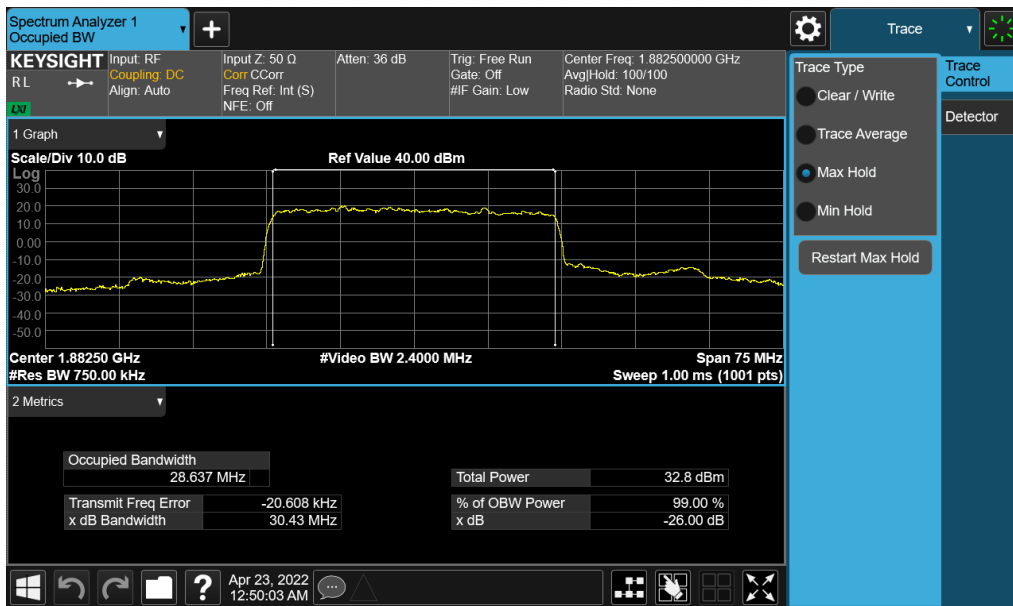 Spectrum Analyzer 1
Occupied BW
Trace
KEYSIGHT
R L
LXI
Input: RF
Coupling: DC
Align: Auto
Input Z: 50 Ω
Corr CCorr
Freq Ref: Int (S)
NFE: Off
Atten: 36 dB
Trig: Free Run
Gate: Off
#IF Gain: Low
Center Freq: 1.882500000 GHz
Avg|Hold: 100/100
Radio Std: None
Trace Type
Clear / Write
Trace Average
Max Hold
Min Hold
Restart Max Hold
Trace
Control
Detector
1 Graph
Scale/Div 10.0 dB
Ref Value 40.00 dBm
Log
30.0
20.0
10.0
0.00
-10.0
-20.0
-30.0
-40.0
-50.0
Center 1.88250 GHz
#Video BW 2.4000 MHz
Span 75 MHz
#Res BW 750.00 kHz
Sweep 1.00 ms (1001 pts)
2 Metrics
Occupied Bandwidth
28.637 MHz
Total Power 32.8 dBm
Transmit Freq Error -20.608 kHz
% of OBW Power 99.00 %
x dB Bandwidth 30.43 MHz
x dB -26.00 dB
?
Apr 23, 2022
12:50:03 AM